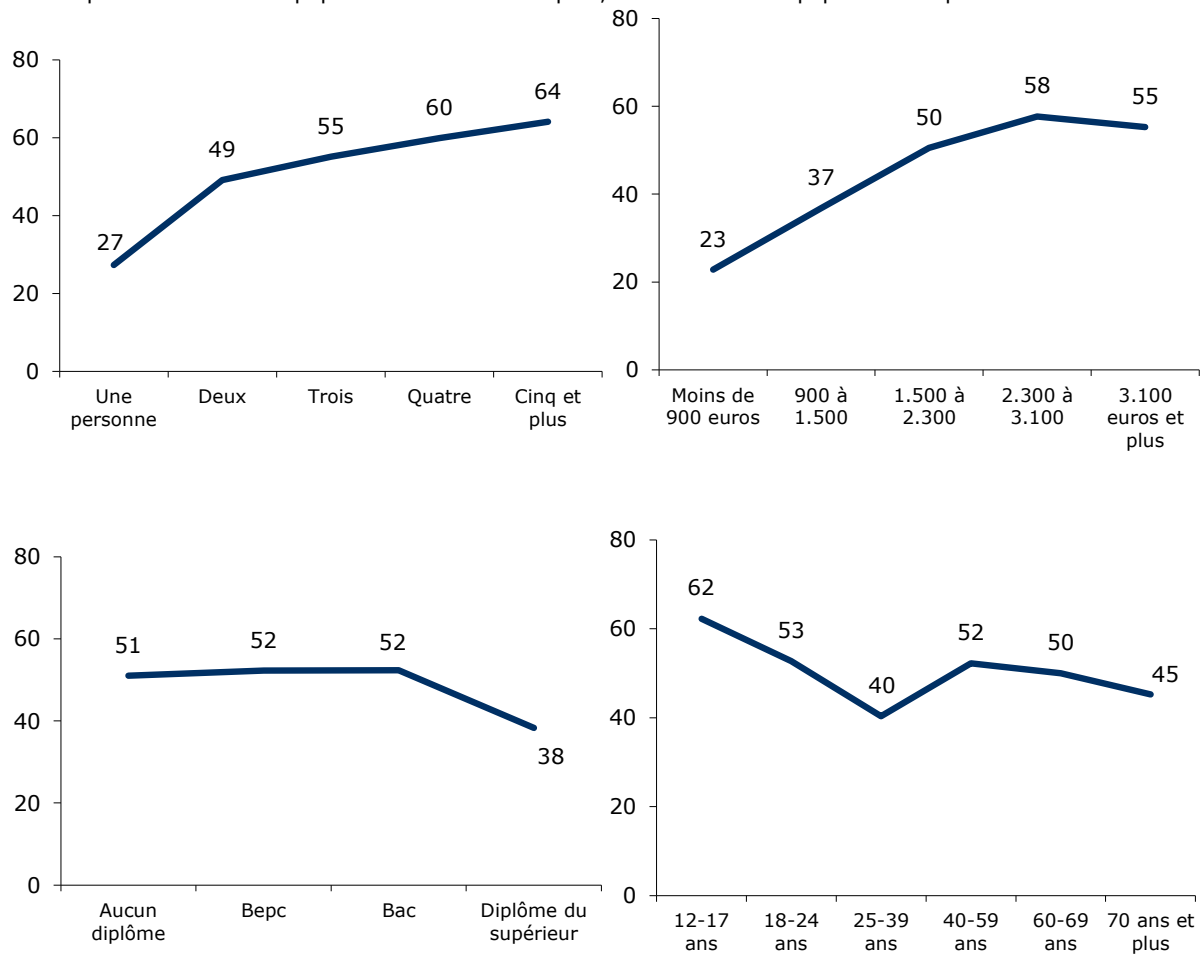 80
60
40
20
0
27
49
55
60
64
Une
personne
Deux
Trois
Quatre
Cinq et
plus
80
60
40
20
0
23
37
50
58
55
Moins de
900 euros
900 à
1.500
1.500 à
2.300
2.300 à
3.100
3.100
euros et
plus
80
60
40
20
0
51
52
52
38
Aucun
diplôme
Bepc
Bac
Diplôme du
supérieur
80
60
40
20
0
62
53
40
52
50
45
12-17
ans
18-24
ans
25-39
ans
40-59
ans
60-69
ans
70 ans et
plus